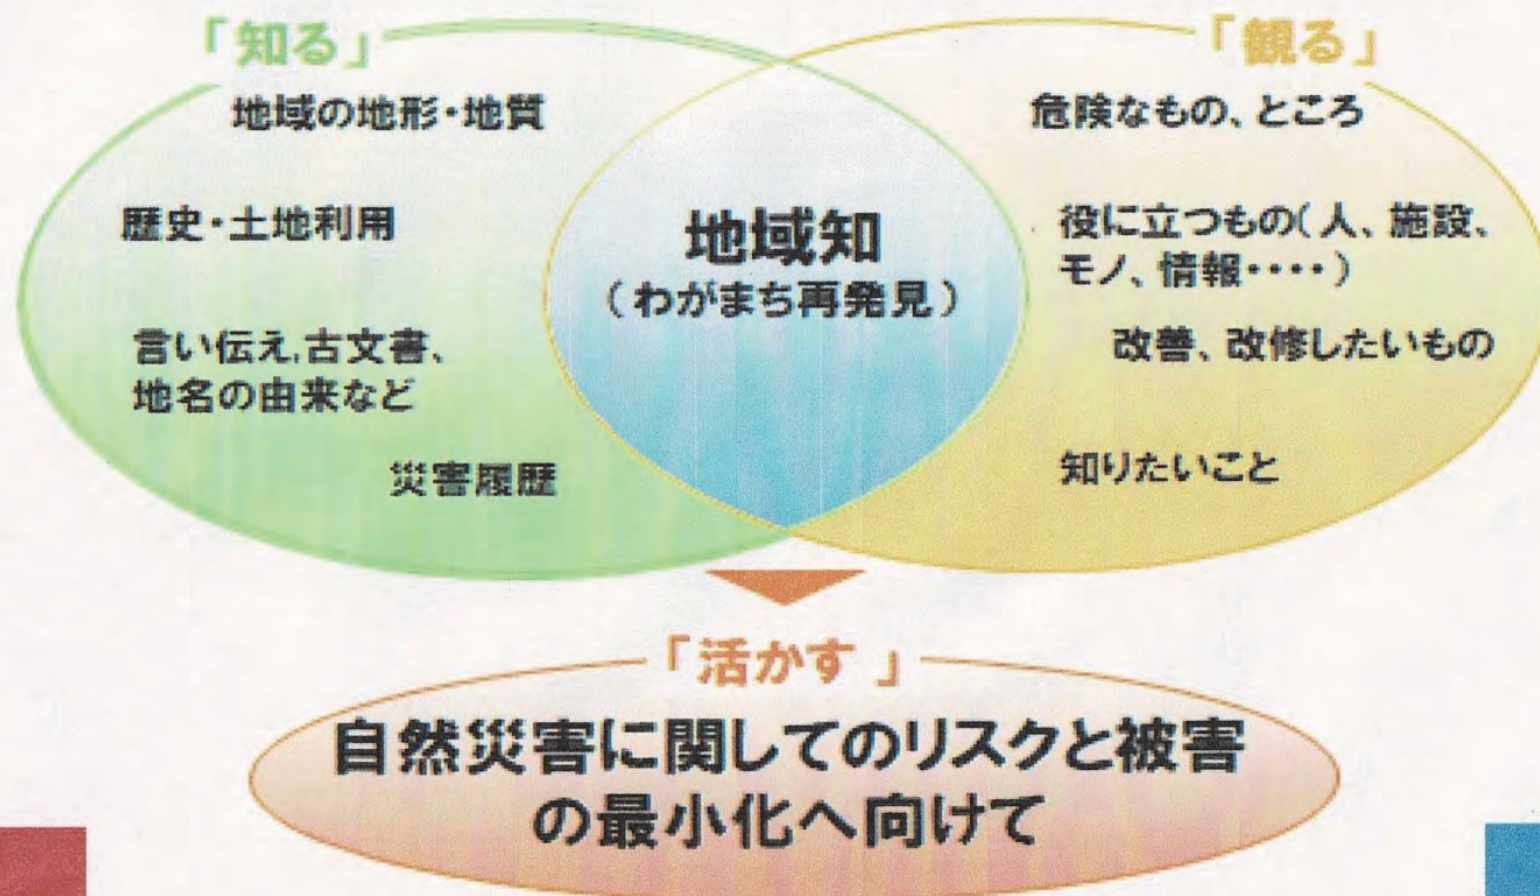 「知る」
地域の地形・地質
歴史・土地利用
言い伝え,古文書、
地名の由来など
災害履歴
地域知
(わがまち再発見)
「観る」
危険なもの、ところ
役に立つもの(人、施設、
モノ、情報・・・・)
改善、改修したいもの
知りたいこと
「活かす 」
自然災害に関してのリスクと被害
の最小化へ向けて